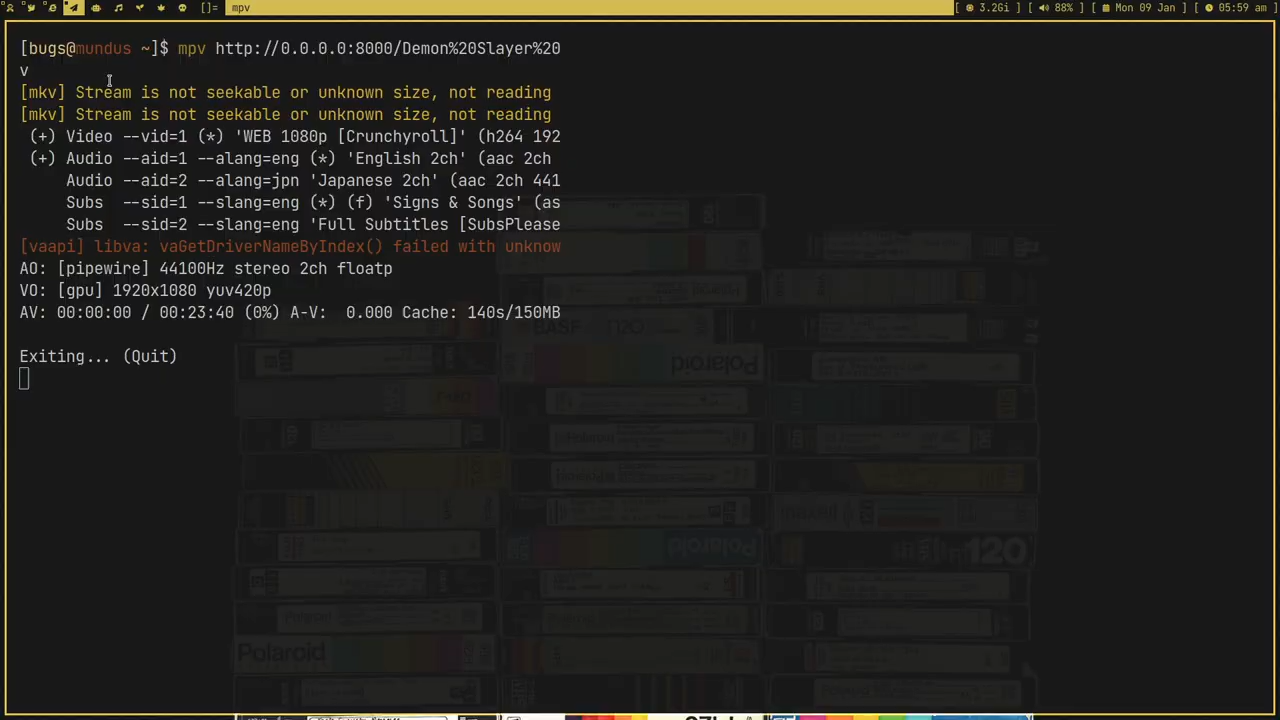 []= mpv 3.2Gi 88% Mon 09 Jan 05:59 am
[bugs@mundus ~]$ mpv http://0.0.0.0:8000/Demon%20Slayer%20
v
[mkv] Stream is not seekable or unknown size, not reading
[mkv] Stream is not seekable or unknown size, not reading
(+) Video --vid=1 (*) 'WEB 1080p [Crunchyroll]' (h264 192
(+) Audio --aid=1 --alang=eng (*) 'English 2ch' (aac 2ch
Audio --aid=2 --alang=jpn 'Japanese 2ch' (aac 2ch 441
Subs --sid=1 --slang=eng (*) (f) 'Signs & Songs' (as
Subs --sid=2 --slang=eng 'Full Subtitles [SubsPlease
[vaapi] libva: vaGetDriverNameByIndex() failed with unknow
AO: [pipewire] 44100Hz stereo 2ch floatp
VO: [gpu] 1920x1080 yuv420p
AV: 00:00:00 / 00:23:40 (0%) A-V: 0.000 Cache: 140s/150MB
Exiting... (Quit)
BASF
Polaroid
Polaroid
120
Polaroid